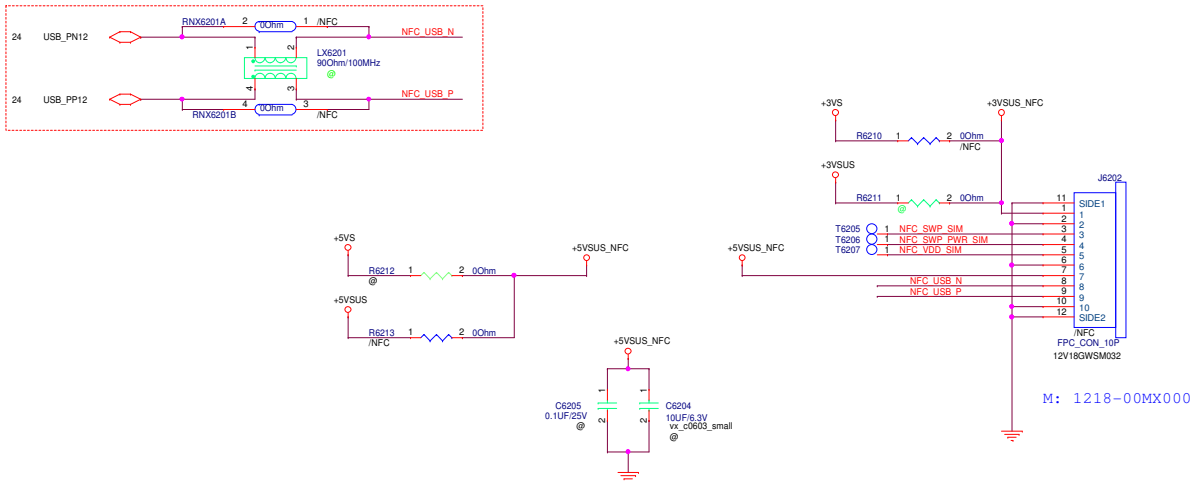 RNX6201A 2 0Ohm 1 /NFC
24 USB_PN12 NFC_USB_N
1 2
LX6201
90Ohm/100MHz
@
4 3
24 USB_PP12 NFC_USB_P
4 0Ohm 3
RNX6201B /NFC
+3VS +3VSUS_NFC
R6210 1 2 0Ohm
/NFC
+3VSUS
R6211 1 2 0Ohm
@
J6202
11 SIDE1
1 1
2 2
T6205 1 NFC_SWP_SIM 3 3
T6206 1 NFC_SWP_PWR_SIM 4 4
T6207 1 NFC_VDD_SIM 5 5
6 6
7 7
NFC_USB_N 8 8
NFC_USB_P 9 9
10 10
12 SIDE2
/NFC
FPC_CON_10P
12V18GWSM032
M: 1218-00MX000
+5VS
+5VSUS_NFC
+5VSUS_NFC
R6212 1 2 0Ohm
@
+5VSUS
R6213 1 2 0Ohm
/NFC
+5VSUS_NFC
1 1
C6205 C6204
0.1UF/25V 10UF/6.3V
2 2
@ vx_c0603_small
@